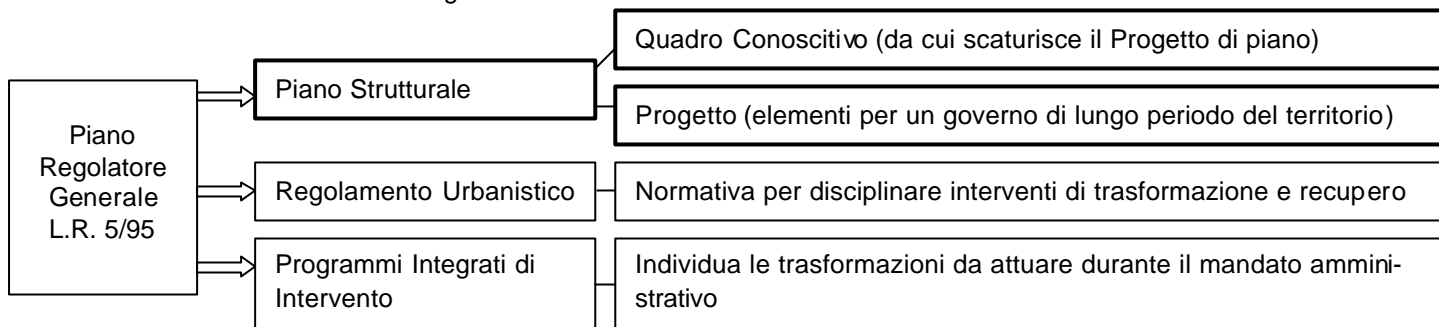 Quadro Conoscitivo (da cui scaturisce il Progetto di piano)
Piano Strutturale
Progetto (elementi per un governo di lungo periodo del territorio)
Piano
Regolatore
Generale
L.R. 5/95
Regolamento Urbanistico
Normativa per disciplinare interventi di trasformazione e recupero
Programmi Integrati di
Intervento
Individua le trasformazioni da attuare durante il mandato ammini-
strativo